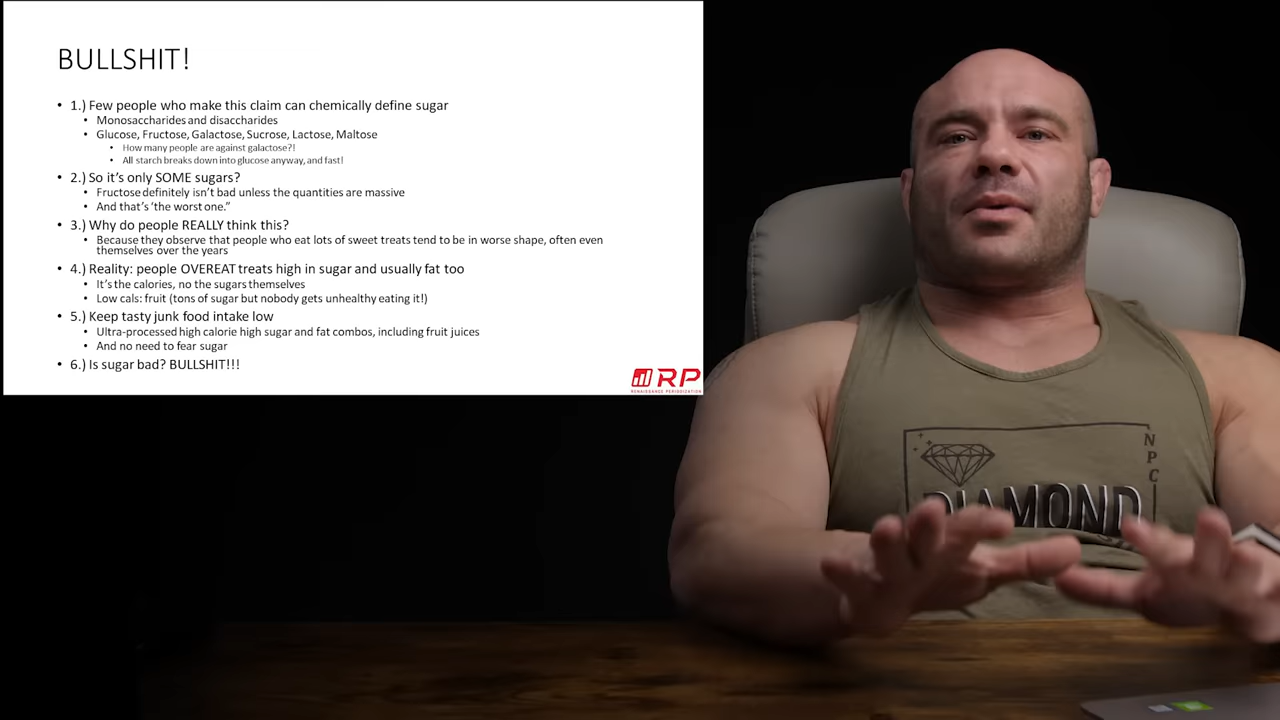 BULLSHIT!
• 1.) Few people who make this claim can chemically define sugar
• Monosaccharides and disaccharides
• Glucose, Fructose, Galactose, Sucrose, Lactose, Maltose
• How many people are against galactose?!
• All starch breaks down into glucose anyway, and fast!
• 2.) So it's only SOME sugars?
• Fructose definitely isn't bad unless the quantities are massive
• And that's 'the worst one."
• 3.) Why do people REALLY think this?
• Because they observe that people who eat lots of sweet treats tend to be in worse shape, often even
themselves over the years
• 4.) Reality: people OVEREAT treats high in sugar and usually fat too
• It's the calories, no the sugars themselves
• Low cals: fruit (tons of sugar but nobody gets unhealthy eating it!)
• 5.) Keep tasty junk food intake low
• Ultra-processed high calorie high sugar and fat combos, including fruit juices
• And no need to fear sugar
• 6.) Is sugar bad? BULLSHIT!!!
RP
RENAISSANCE PERIODIZATION
NPC
DIAMOND